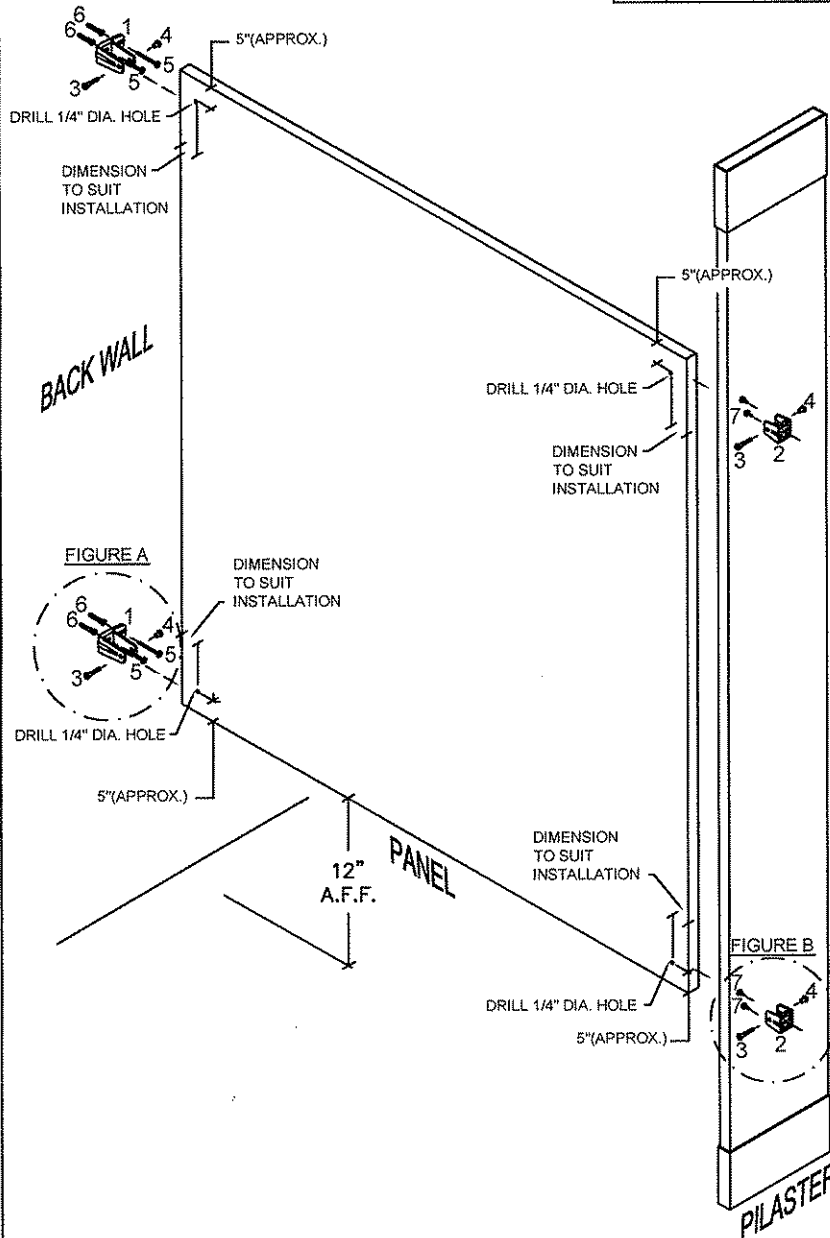 6
1
4
6
5
3
5
5"(APPROX.)
DRILL 1/4" DIA. HOLE
DIMENSION
TO SUIT
INSTALLATION
BACK WALL
5"(APPROX.)
DRILL 1/4" DIA. HOLE
4
7
3
2
DIMENSION
TO SUIT
INSTALLATION
FIGURE A
6
1
4
6
5
3
5
DIMENSION
TO SUIT
INSTALLATION
DRILL 1/4" DIA. HOLE
5"(APPROX.)
12"
A.F.F.
PANEL
DIMENSION
TO SUIT
INSTALLATION
FIGURE B
7
4
7
3
2
DRILL 1/4" DIA. HOLE
5"(APPROX.)
PILASTER